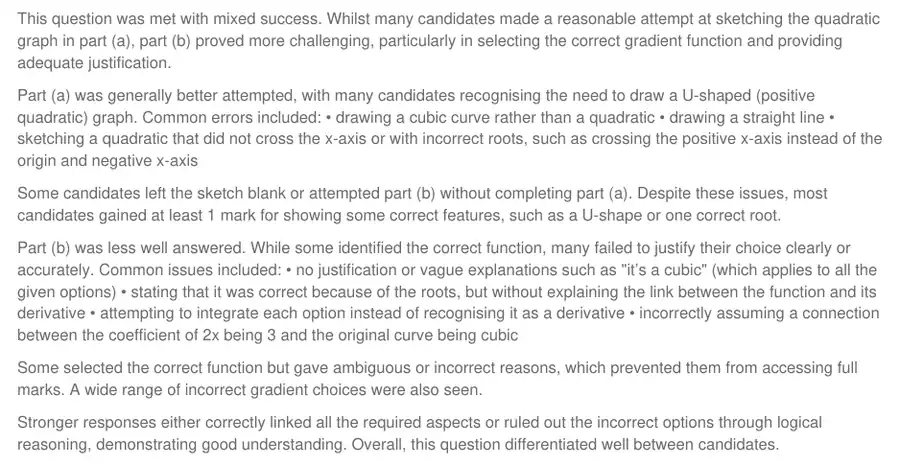 This question was met with mixed success. Whilst many candidates made a reasonable attempt at sketching the quadratic
graph in part (a), part (b) proved more challenging, particularly in selecting the correct gradient function and providing
adequate justification.
Part (a) was generally better attempted, with many candidates recognising the need to draw a U-shaped (positive
quadratic) graph. Common errors included: • drawing a cubic curve rather than a quadratic • drawing a straight line •
sketching a quadratic that did not cross the x-axis or with incorrect roots, such as crossing the positive x-axis instead of the
origin and negative x-axis
Some candidates left the sketch blank or attempted part (b) without completing part (a). Despite these issues, most
candidates gained at least 1 mark for showing some correct features, such as a U-shape or one correct root.
Part (b) was less well answered. While some identified the correct function, many failed to justify their choice clearly or
accurately. Common issues included: • no justification or vague explanations such as "it's a cubic" (which applies to all the
given options) • stating that it was correct because of the roots, but without explaining the link between the function and its
derivative • attempting to integrate each option instead of recognising it as a derivative • incorrectly assuming a connection
between the coefficient of 2x being 3 and the original curve being cubic
Some selected the correct function but gave ambiguous or incorrect reasons, which prevented them from accessing full
marks. A wide range of incorrect gradient choices were also seen.
Stronger responses either correctly linked all the required aspects or ruled out the incorrect options through logical
reasoning, demonstrating good understanding. Overall, this question differentiated well between candidates.